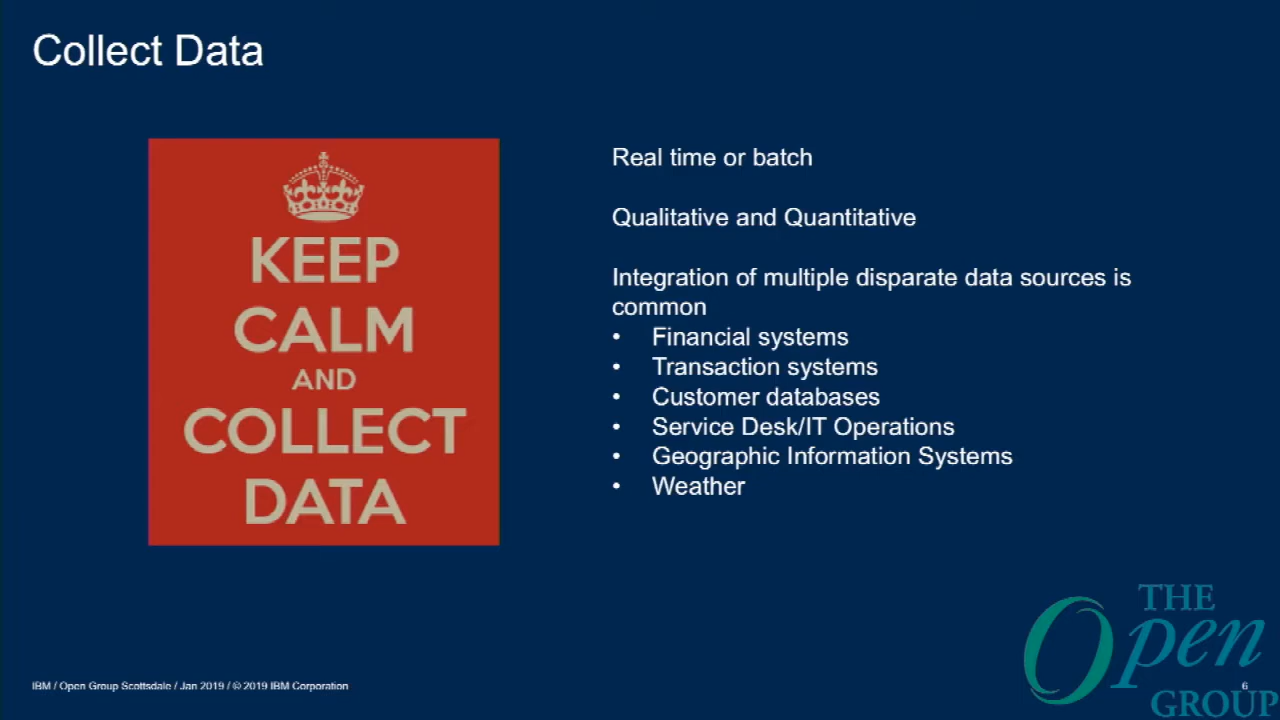 Collect Data
KEEP
CALM
AND
COLLECT
DATA
Real time or batch
Qualitative and Quantitative
Integration of multiple disparate data sources is
common
• Financial systems
• Transaction systems
• Customer databases
• Service Desk/IT Operations
• Geographic Information Systems
• Weather
IBM / Open Group Scottsdale / Jan 2019 / © 2019 IBM Corporation
6
THE
Open
GROUP